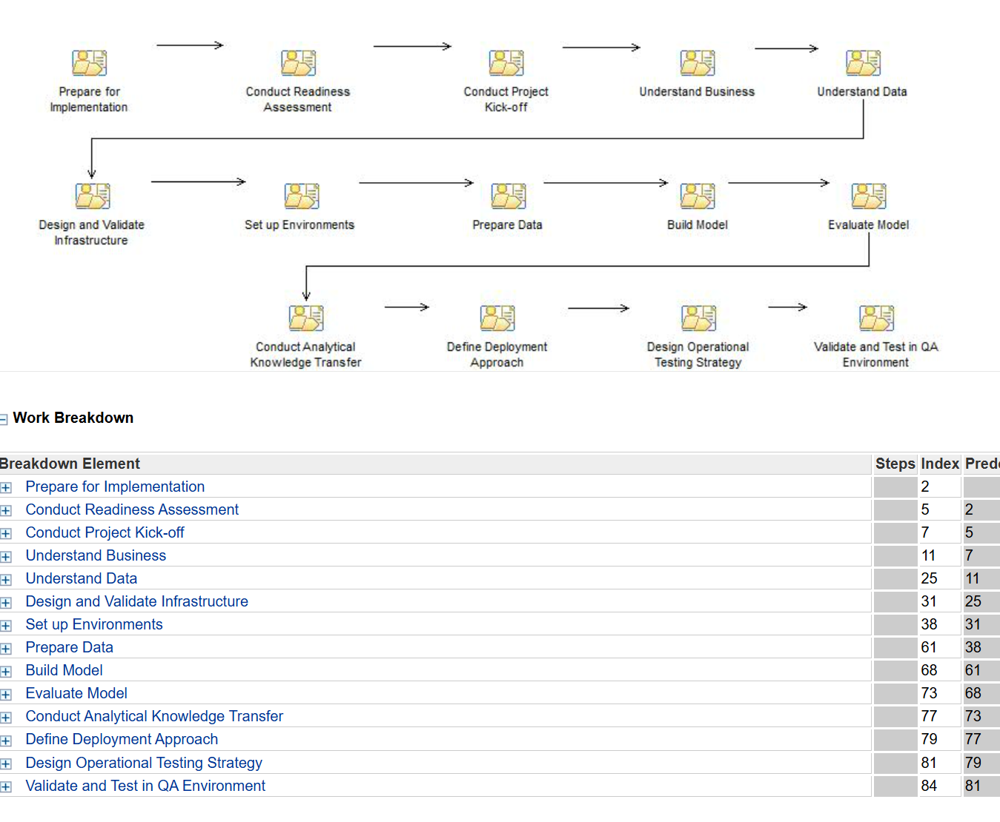 Prepare for
Implementation
Conduct Readiness
Assessment
Conduct Project
Kick-off
Understand Business
Understand Data
Design and Validate
Infrastructure
Set up Environments
Prepare Data
Build Model
Evaluate Model
Conduct Analytical
Knowledge Transfer
Define Deployment
Approach
Design Operational
Testing Strategy
Validate and Test in QA
Environment
Work Breakdown
Breakdown Element Steps Index Prede
Prepare for Implementation 2
Conduct Readiness Assessment 5 2
Conduct Project Kick-off 7 5
Understand Business 11 7
Understand Data 25 11
Design and Validate Infrastructure 31 25
Set up Environments 38 31
Prepare Data 61 38
Build Model 68 61
Evaluate Model 73 68
Conduct Analytical Knowledge Transfer 77 73
Define Deployment Approach 79 77
Design Operational Testing Strategy 81 79
Validate and Test in QA Environment 84 81